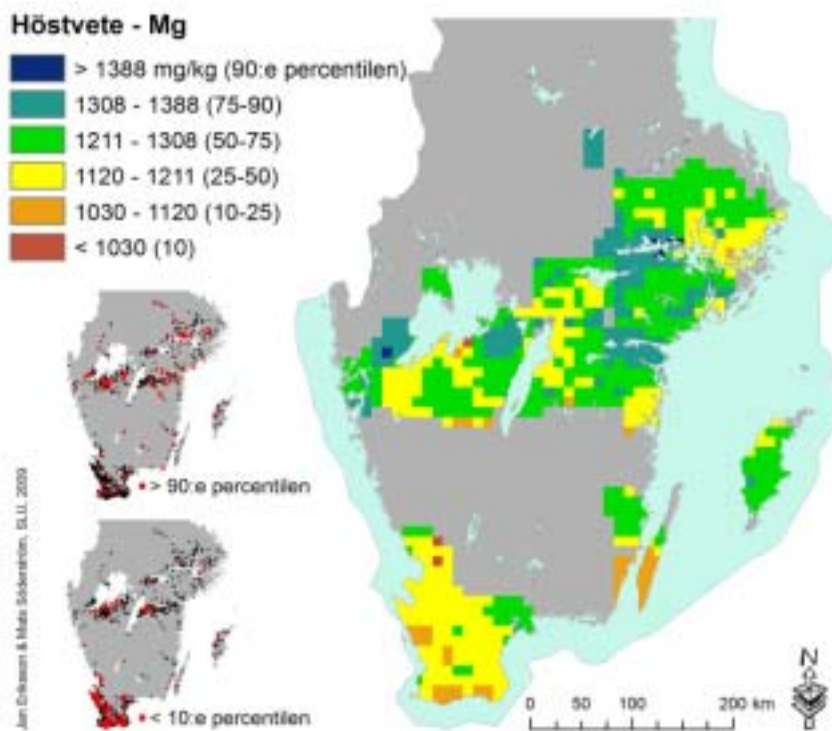 Höstvete - Mg
> 1388 mg/kg (90:e percentilen)
1308 - 1388 (75-90)
1211 - 1308 (50-75)
1120 - 1211 (25-50)
1030 - 1120 (10-25)
< 1030 (10)
> 90:e percentilen
< 10:e percentilen
Jan Eriksson & Mats Söderström, SLU, 2009
N
0 50 100 200 km